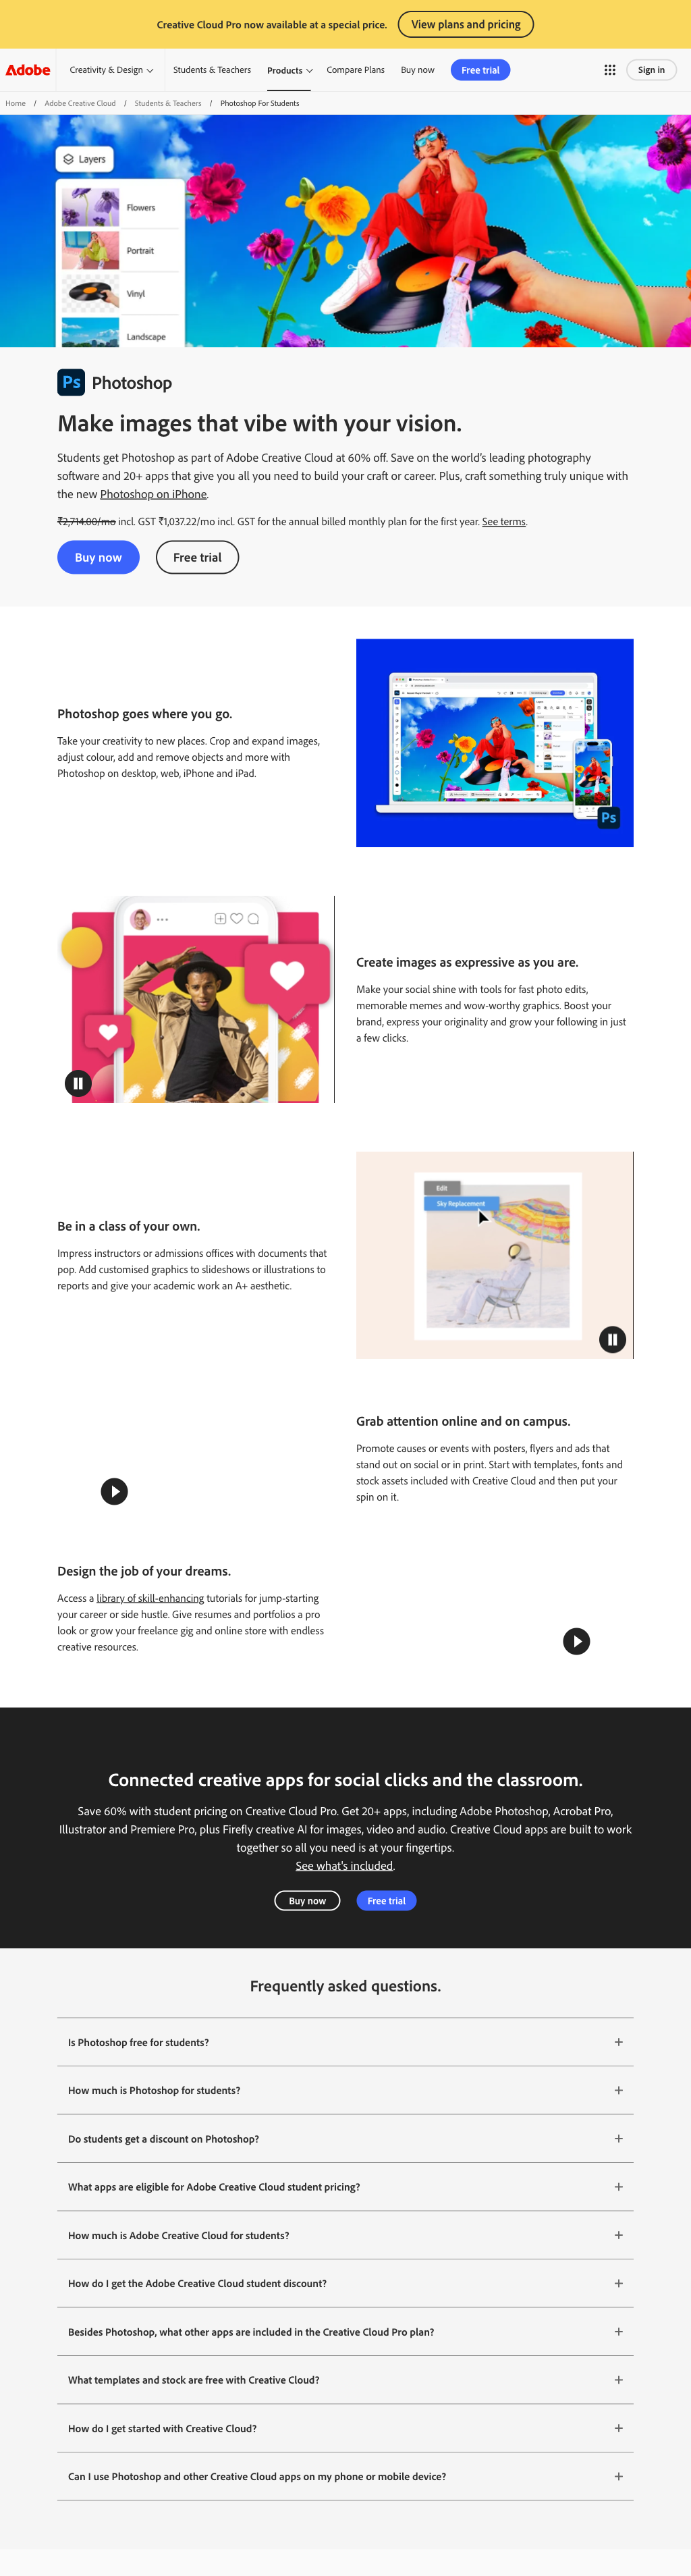 Creative Cloud Pro now available at a special price.
View plans and pricing
Adobe
Creativity & Design
Students & Teachers
Products
Compare Plans
Buy now
Free trial
Sign in
Home / Adobe Creative Cloud / Students & Teachers / Photoshop For Students
Layers
Flowers
Portrait
Vinyl
Landscape
Ps Photoshop
Make images that vibe with your vision.
Students get Photoshop as part of Adobe Creative Cloud at 60% off. Save on the world's leading photography
software and 20+ apps that give you all you need to build your craft or career. Plus, craft something truly unique with
the new Photoshop on iPhone.
₹2,714.00/mo incl. GST ₹1,037.22/mo incl. GST for the annual billed monthly plan for the first year. See terms.
Buy now
Free trial
Photoshop goes where you go.
Take your creativity to new places. Crop and expand images,
adjust colour, add and remove objects and more with
Photoshop on desktop, web, iPhone and iPad.
Ps
Create images as expressive as you are.
Make your social shine with tools for fast photo edits,
memorable memes and wow-worthy graphics. Boost your
brand, express your originality and grow your following in just
a few clicks.
Be in a class of your own.
Impress instructors or admissions offices with documents that
pop. Add customised graphics to slideshows or illustrations to
reports and give your academic work an A+ aesthetic.
Edit
Sky Replacement
Grab attention online and on campus.
Promote causes or events with posters, flyers and ads that
stand out on social or in print. Start with templates, fonts and
stock assets included with Creative Cloud and then put your
spin on it.
Design the job of your dreams.
Access a library of skill-enhancing tutorials for jump-starting
your career or side hustle. Give resumes and portfolios a pro
look or grow your freelance gig and online store with endless
creative resources.
Connected creative apps for social clicks and the classroom.
Save 60% with student pricing on Creative Cloud Pro. Get 20+ apps, including Adobe Photoshop, Acrobat Pro,
Illustrator and Premiere Pro, plus Firefly creative AI for images, video and audio. Creative Cloud apps are built to work
together so all you need is at your fingertips.
See what's included.
Buy now
Free trial
Frequently asked questions.
Is Photoshop free for students?
How much is Photoshop for students?
Do students get a discount on Photoshop?
What apps are eligible for Adobe Creative Cloud student pricing?
How much is Adobe Creative Cloud for students?
How do I get the Adobe Creative Cloud student discount?
Besides Photoshop, what other apps are included in the Creative Cloud Pro plan?
What templates and stock are free with Creative Cloud?
How do I get started with Creative Cloud?
Can I use Photoshop and other Creative Cloud apps on my phone or mobile device?